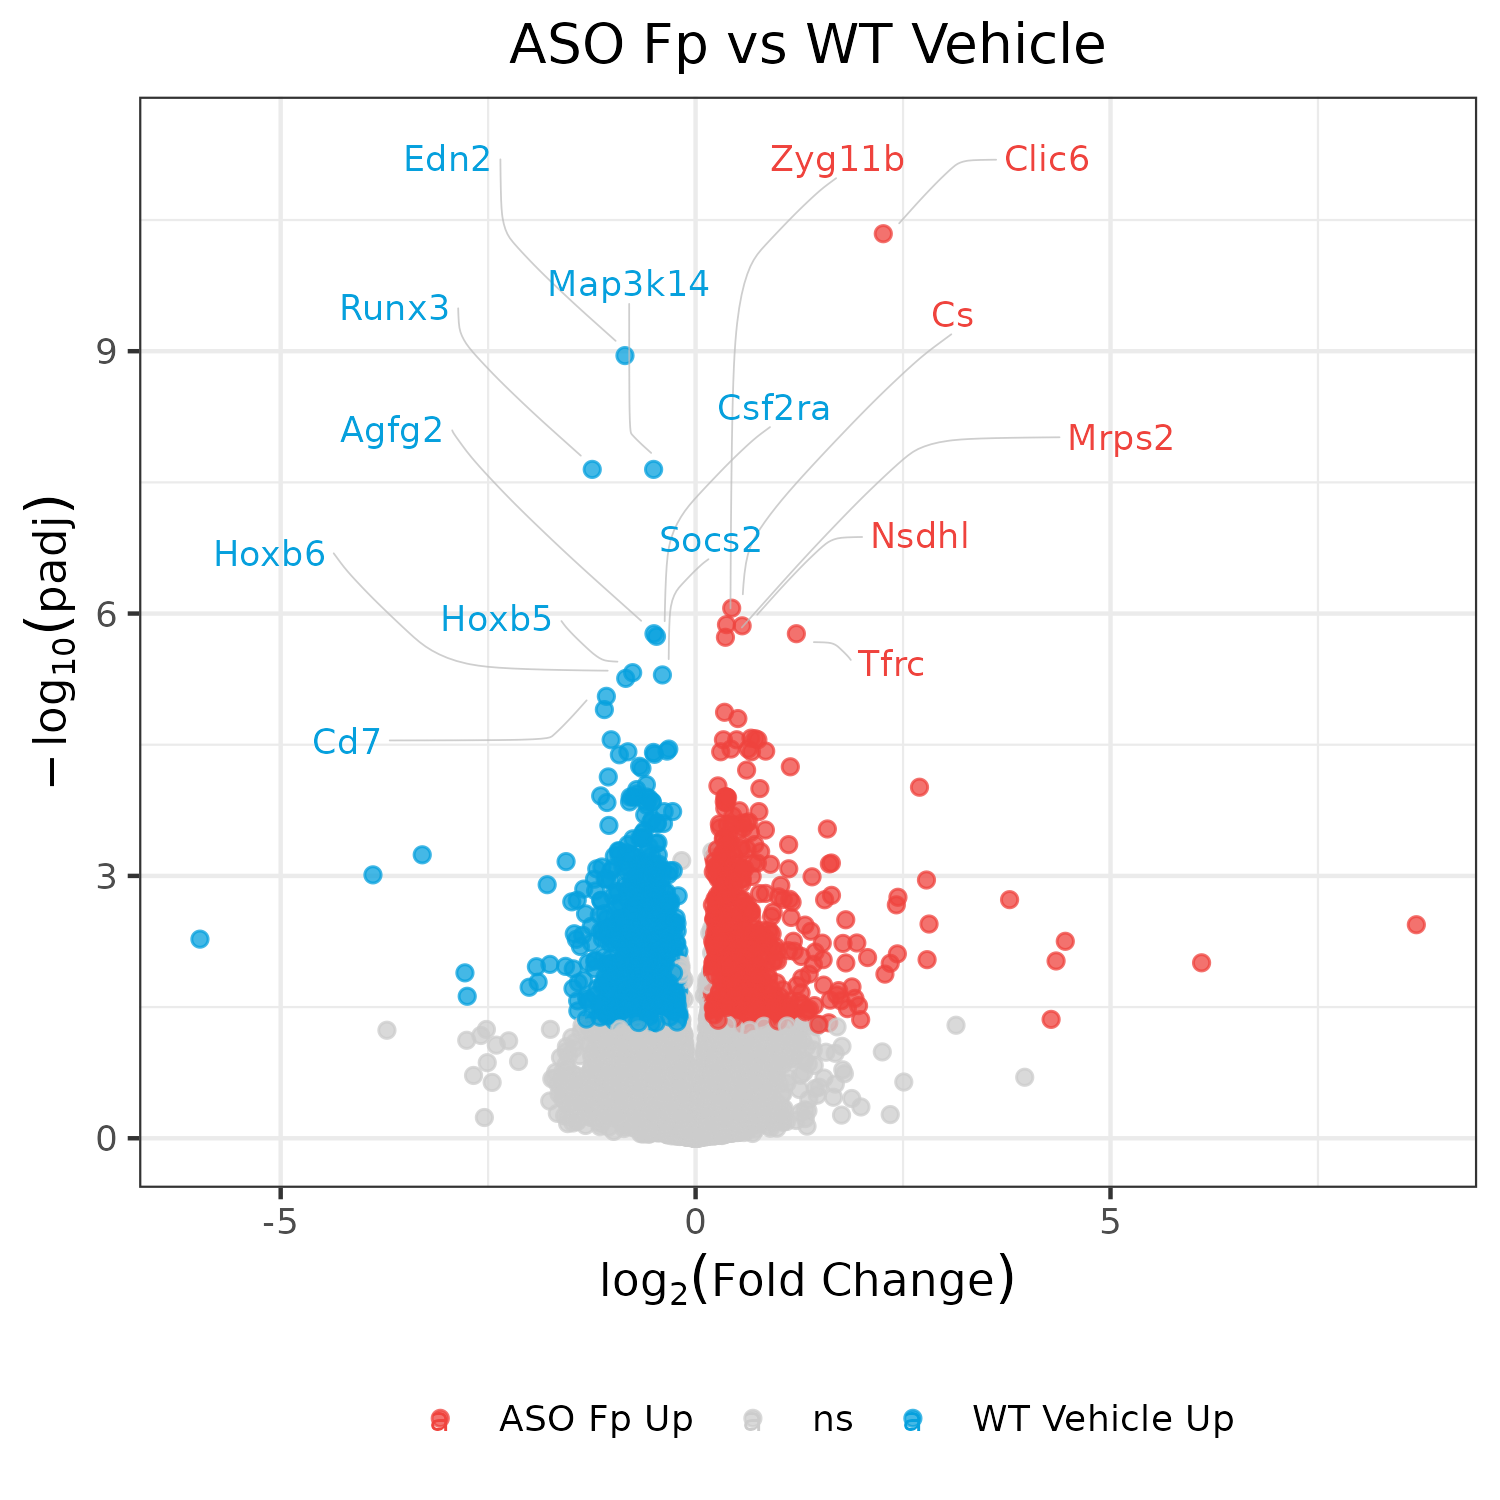 ASO Fp vs WT Vehicle
Edn2
Zyg11b
Clic6
Map3k14
Runx3
Cs
9
Csf2ra
Agfg2
Mrps2
Nsdhl
Socs2
Hoxb6
6
Hoxb5
Tfrc
Cd7
3
0
− log10(padj)
-5 0 5
log2(Fold Change)
a ASO Fp Up a ns a WT Vehicle Up